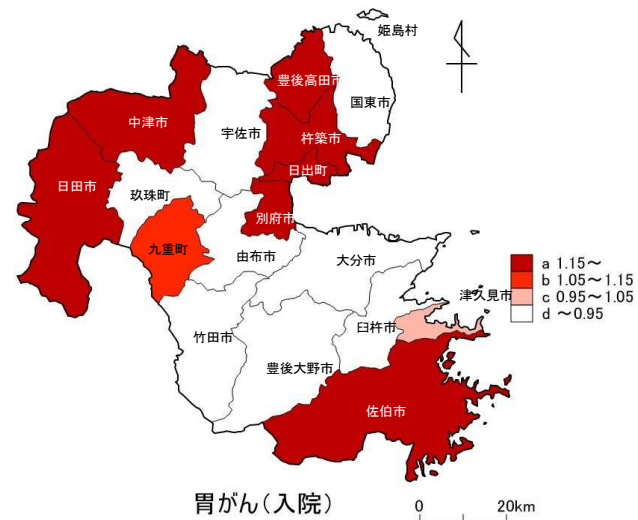 姫島村
豊後高田市
国東市
中津市
宇佐市
杵築市
日出町
日田市
玖珠町
別府市
九重町
由布市
大分市
a 1.15～
b 1.05～1.15
c 0.95～1.05
d ～0.95
津久見市
臼杵市
竹田市
豊後大野市
佐伯市
胃がん(入院)
0 20km